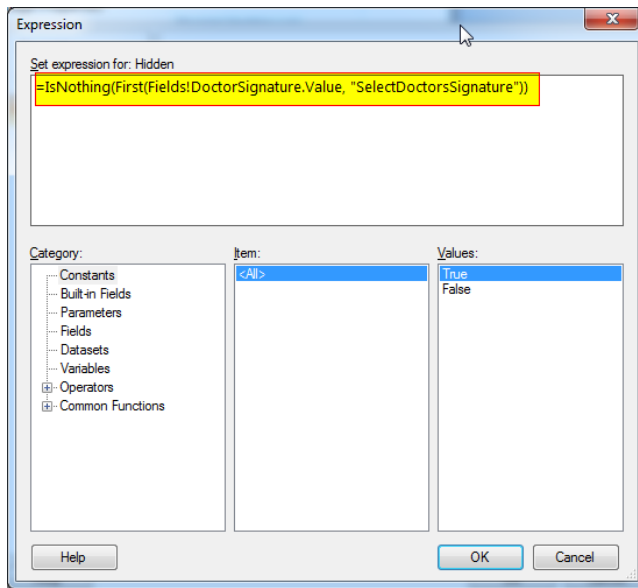 Expression
Set expression for: Hidden
=IsNothing(First(Fields!DoctorSignature.Value, "SelectDoctorsSignature"))
Category:
Item:
Values:
Constants
Built-in Fields
Parameters
Fields
Datasets
Variables
Operators
Common Functions
<All>
True
False
Help
OK
Cancel